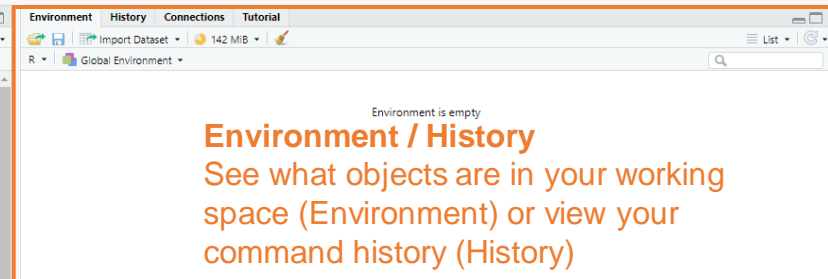 Environment History Connections Tutorial
Import Dataset 142 MiB List
R Global Environment
Environment is empty
Environment / History
See what objects are in your working
space (Environment) or view your
command history (History)